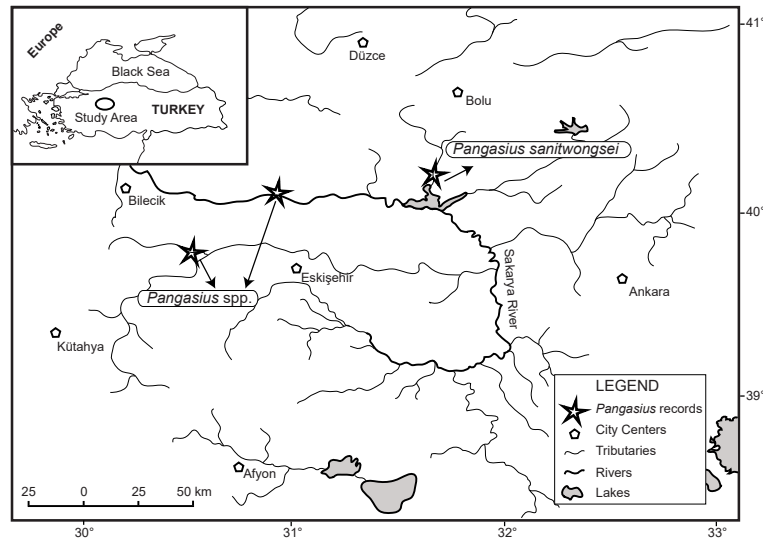 Europe
Black Sea
TURKEY
Study Area
Düzce
Bolu
Pangasius sanitwongsei
Bilecik
Eskişehir
Pangasius spp.
Sakarya River
Ankara
Kütahya
Afyon
LEGEND
Pangasius records
City Centers
Tributaries
Rivers
Lakes
25 0 25 50 km
41°
40°
39°
30° 31° 32° 33°